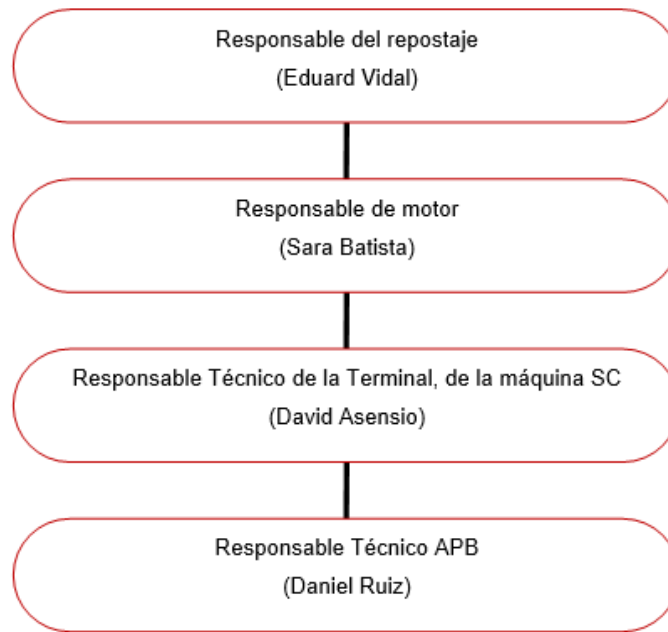 Responsable del repostaje
(Eduard Vidal)
Responsable de motor
(Sara Batista)
Responsable Técnico de la Terminal, de la máquina SC
(David Asensio)
Responsable Técnico APB
(Daniel Ruiz)